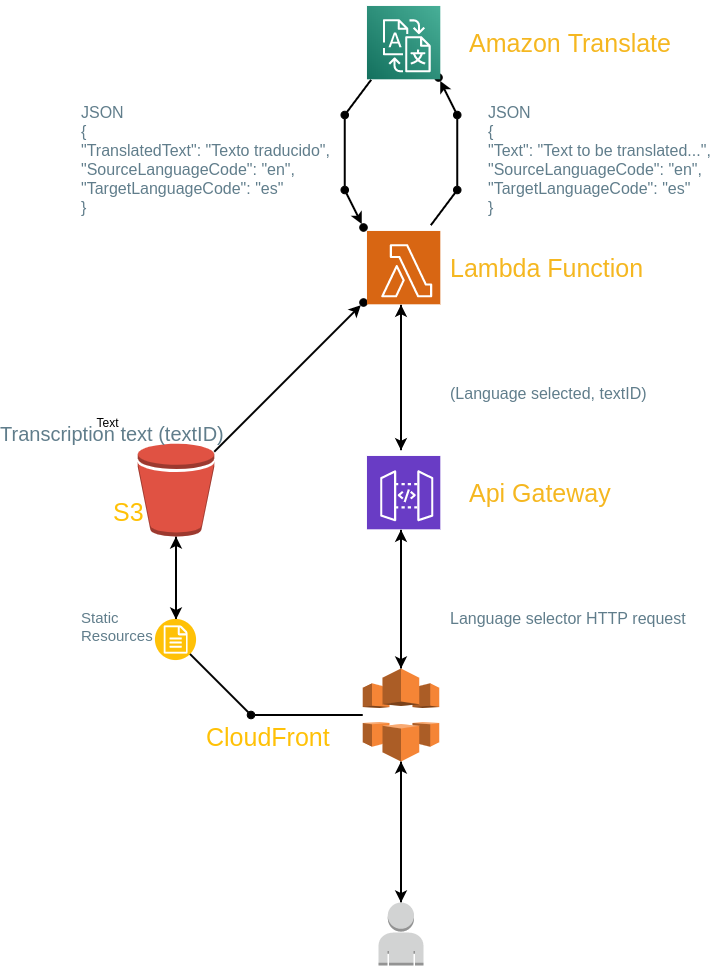 Amazon Translate
JSON
{
"TranslatedText": "Texto traducido",
"SourceLanguageCode": "en",
"TargetLanguageCode": "es"
}
JSON
{
"Text": "Text to be translated...",
"SourceLanguageCode": "en",
"TargetLanguageCode": "es"
}
Lambda Function
(Language selected, textID)
Text
Transcription text (textID)
S3
Api Gateway
Static
Resources
Language selector HTTP request
CloudFront